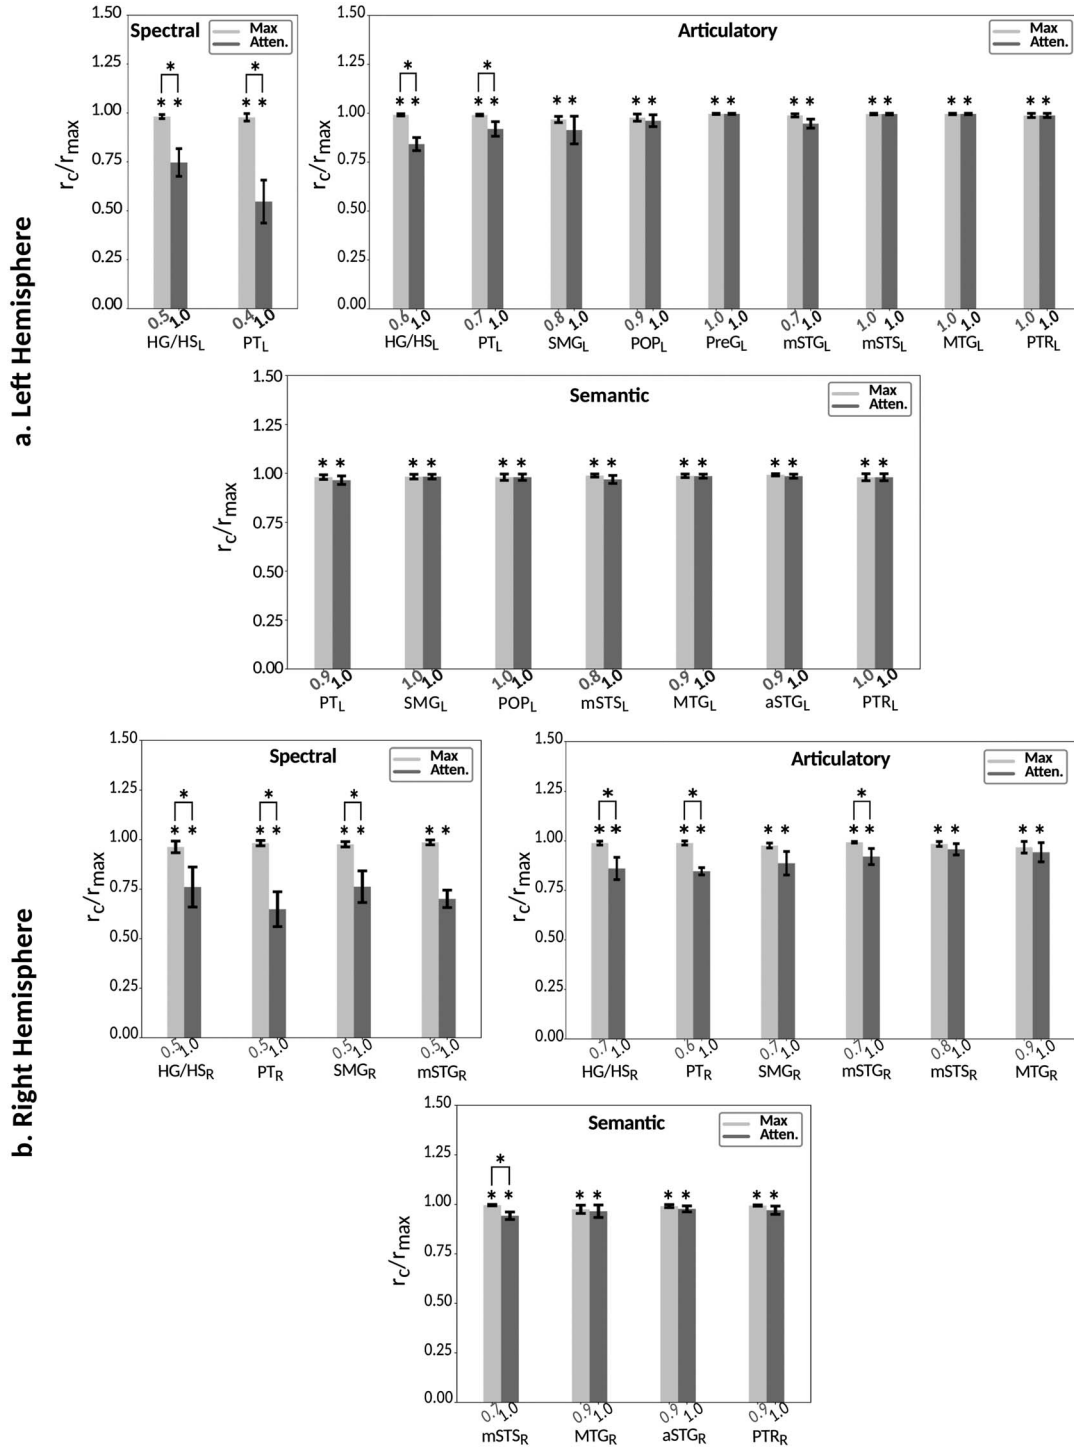 a. Left Hemisphere
Spectral
Max
Atten.
1.50
1.25
1.00
0.75
0.50
0.25
0.00
rc/rmax
* * * * * *
0.5 1.0 0.4 1.0
HG/HSL PTL
Articulatory
Max
Atten.
1.50
1.25
1.00
0.75
0.50
0.25
0.00
rc/rmax
* *
* * * * * * * * * * * * * * * * * *
0.6 1.0 0.7 1.0 0.8 1.0 0.9 1.0 1.0 1.0 0.7 1.0 1.0 1.0 1.0 1.0 1.0 1.0
HG/HSL PTL SMGL POPL PreGL mSTGL mSTSL MTGL PTRL
Semantic
Max
Atten.
1.50
1.25
1.00
0.75
0.50
0.25
0.00
rc/rmax
* * * * * * * * * * * * * *
0.9 1.0 1.0 1.0 1.0 1.0 0.8 1.0 0.9 1.0 0.9 1.0 1.0 1.0
PTL SMGL POPL mSTSL MTGL aSTGL PTRL
b. Right Hemisphere
Spectral
Max
Atten.
1.50
1.25
1.00
0.75
0.50
0.25
0.00
rc/rmax
* * *
* * * * * * * *
0.5 1.0 0.5 1.0 0.5 1.0 0.5 1.0
HG/HSR PTR SMGR mSTGR
Articulatory
Max
Atten.
1.50
1.25
1.00
0.75
0.50
0.25
0.00
rc/rmax
* * *
* * * * * * * * * * * *
0.7 1.0 0.6 1.0 0.7 1.0 0.7 1.0 0.8 1.0 0.9 1.0
HG/HSR PTR SMGR mSTGR mSTSR MTGR
Semantic
Max
Atten.
1.50
1.25
1.00
0.75
0.50
0.25
0.00
rc/rmax
*
* * * * * * * *
0.7 1.0 0.9 1.0 0.9 1.0 0.9 1.0
mSTSR MTGR aSTGR PTRR